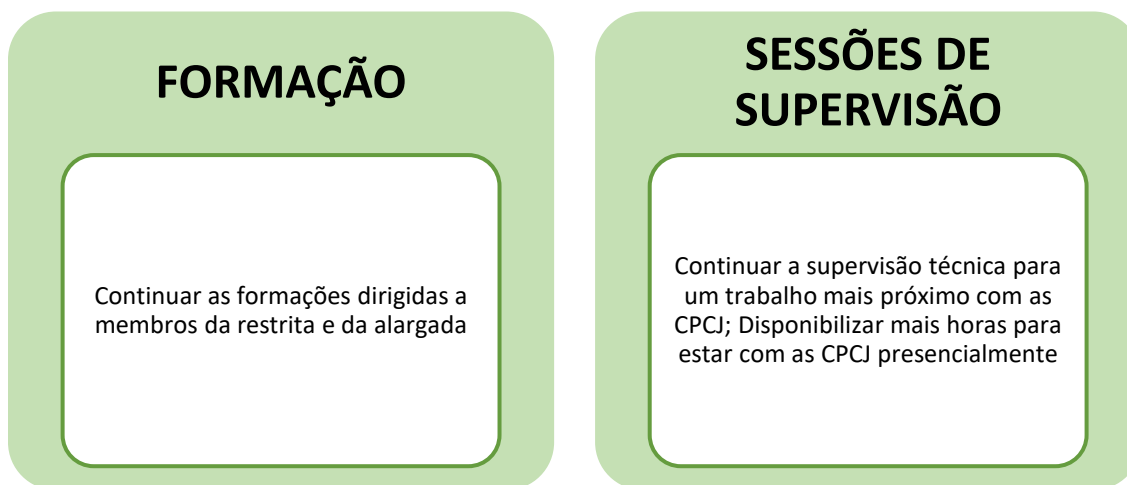 FORMAÇÃO
Continuar as formações dirigidas a
membros da restrita e da alargada
SESSÕES DE
SUPERVISÃO
Continuar a supervisão técnica para
um trabalho mais próximo com as
CPCJ; Disponibilizar mais horas para
estar com as CPCJ presencialmente